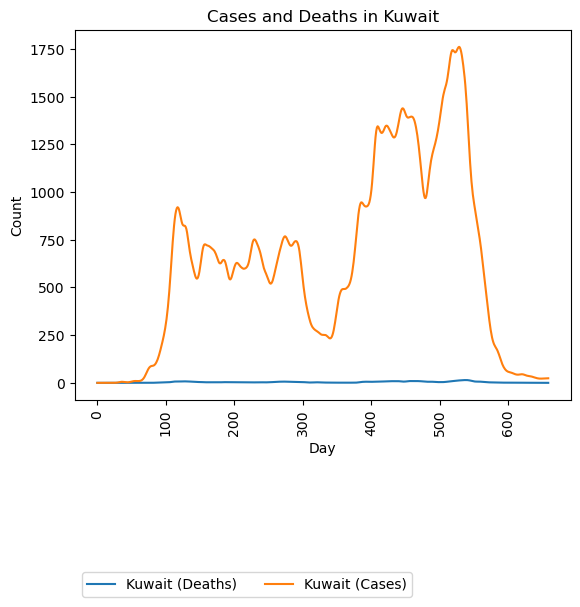 Cases and Deaths in Kuwait
Count
1750
1500
1250
1000
750
500
250
0
0 100 200 300 400 500 600
Day
Kuwait (Deaths) Kuwait (Cases)